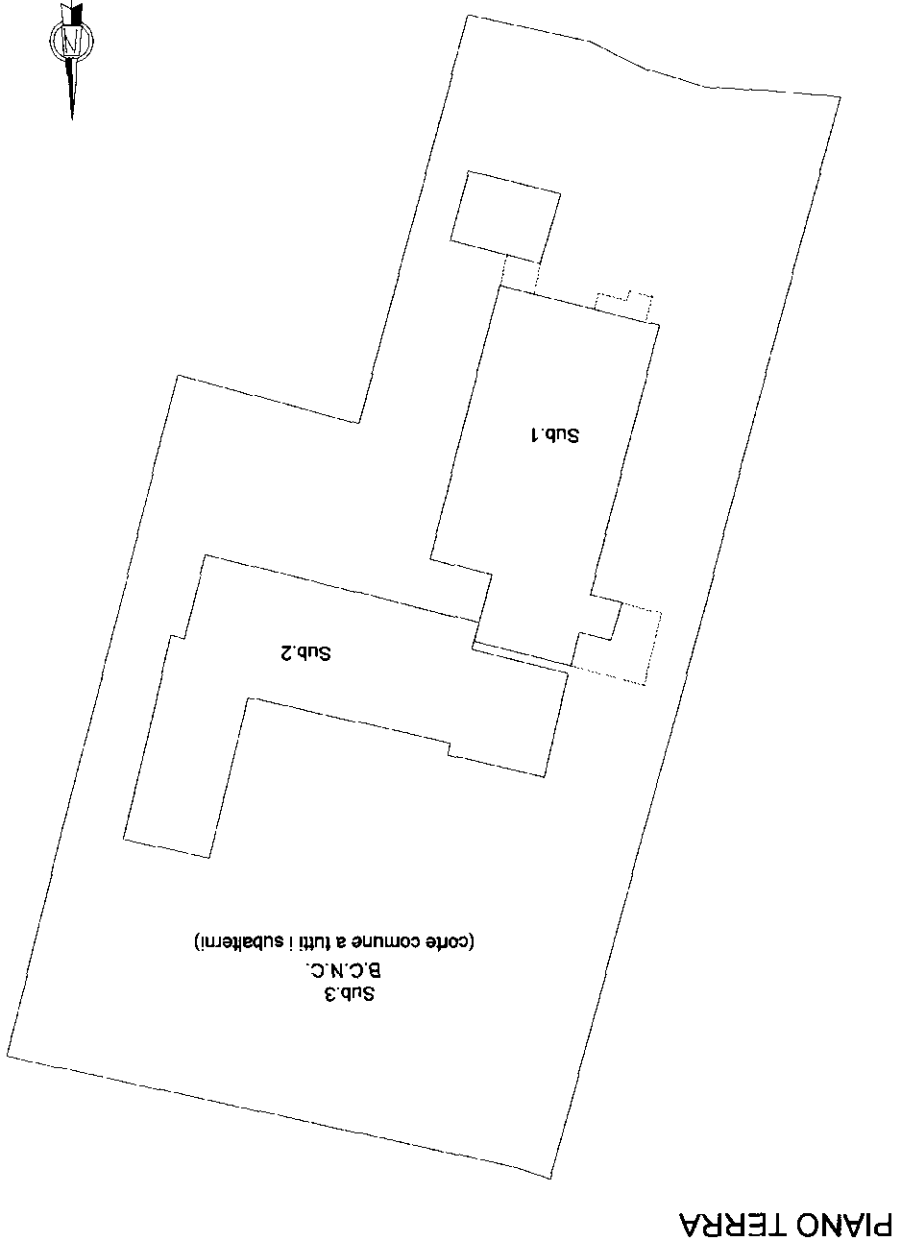 PIANO TERRA
Sub.3
B.C.N.C.
(corte comune a tutti i subalterni)
Sub.2
Sub.1
N